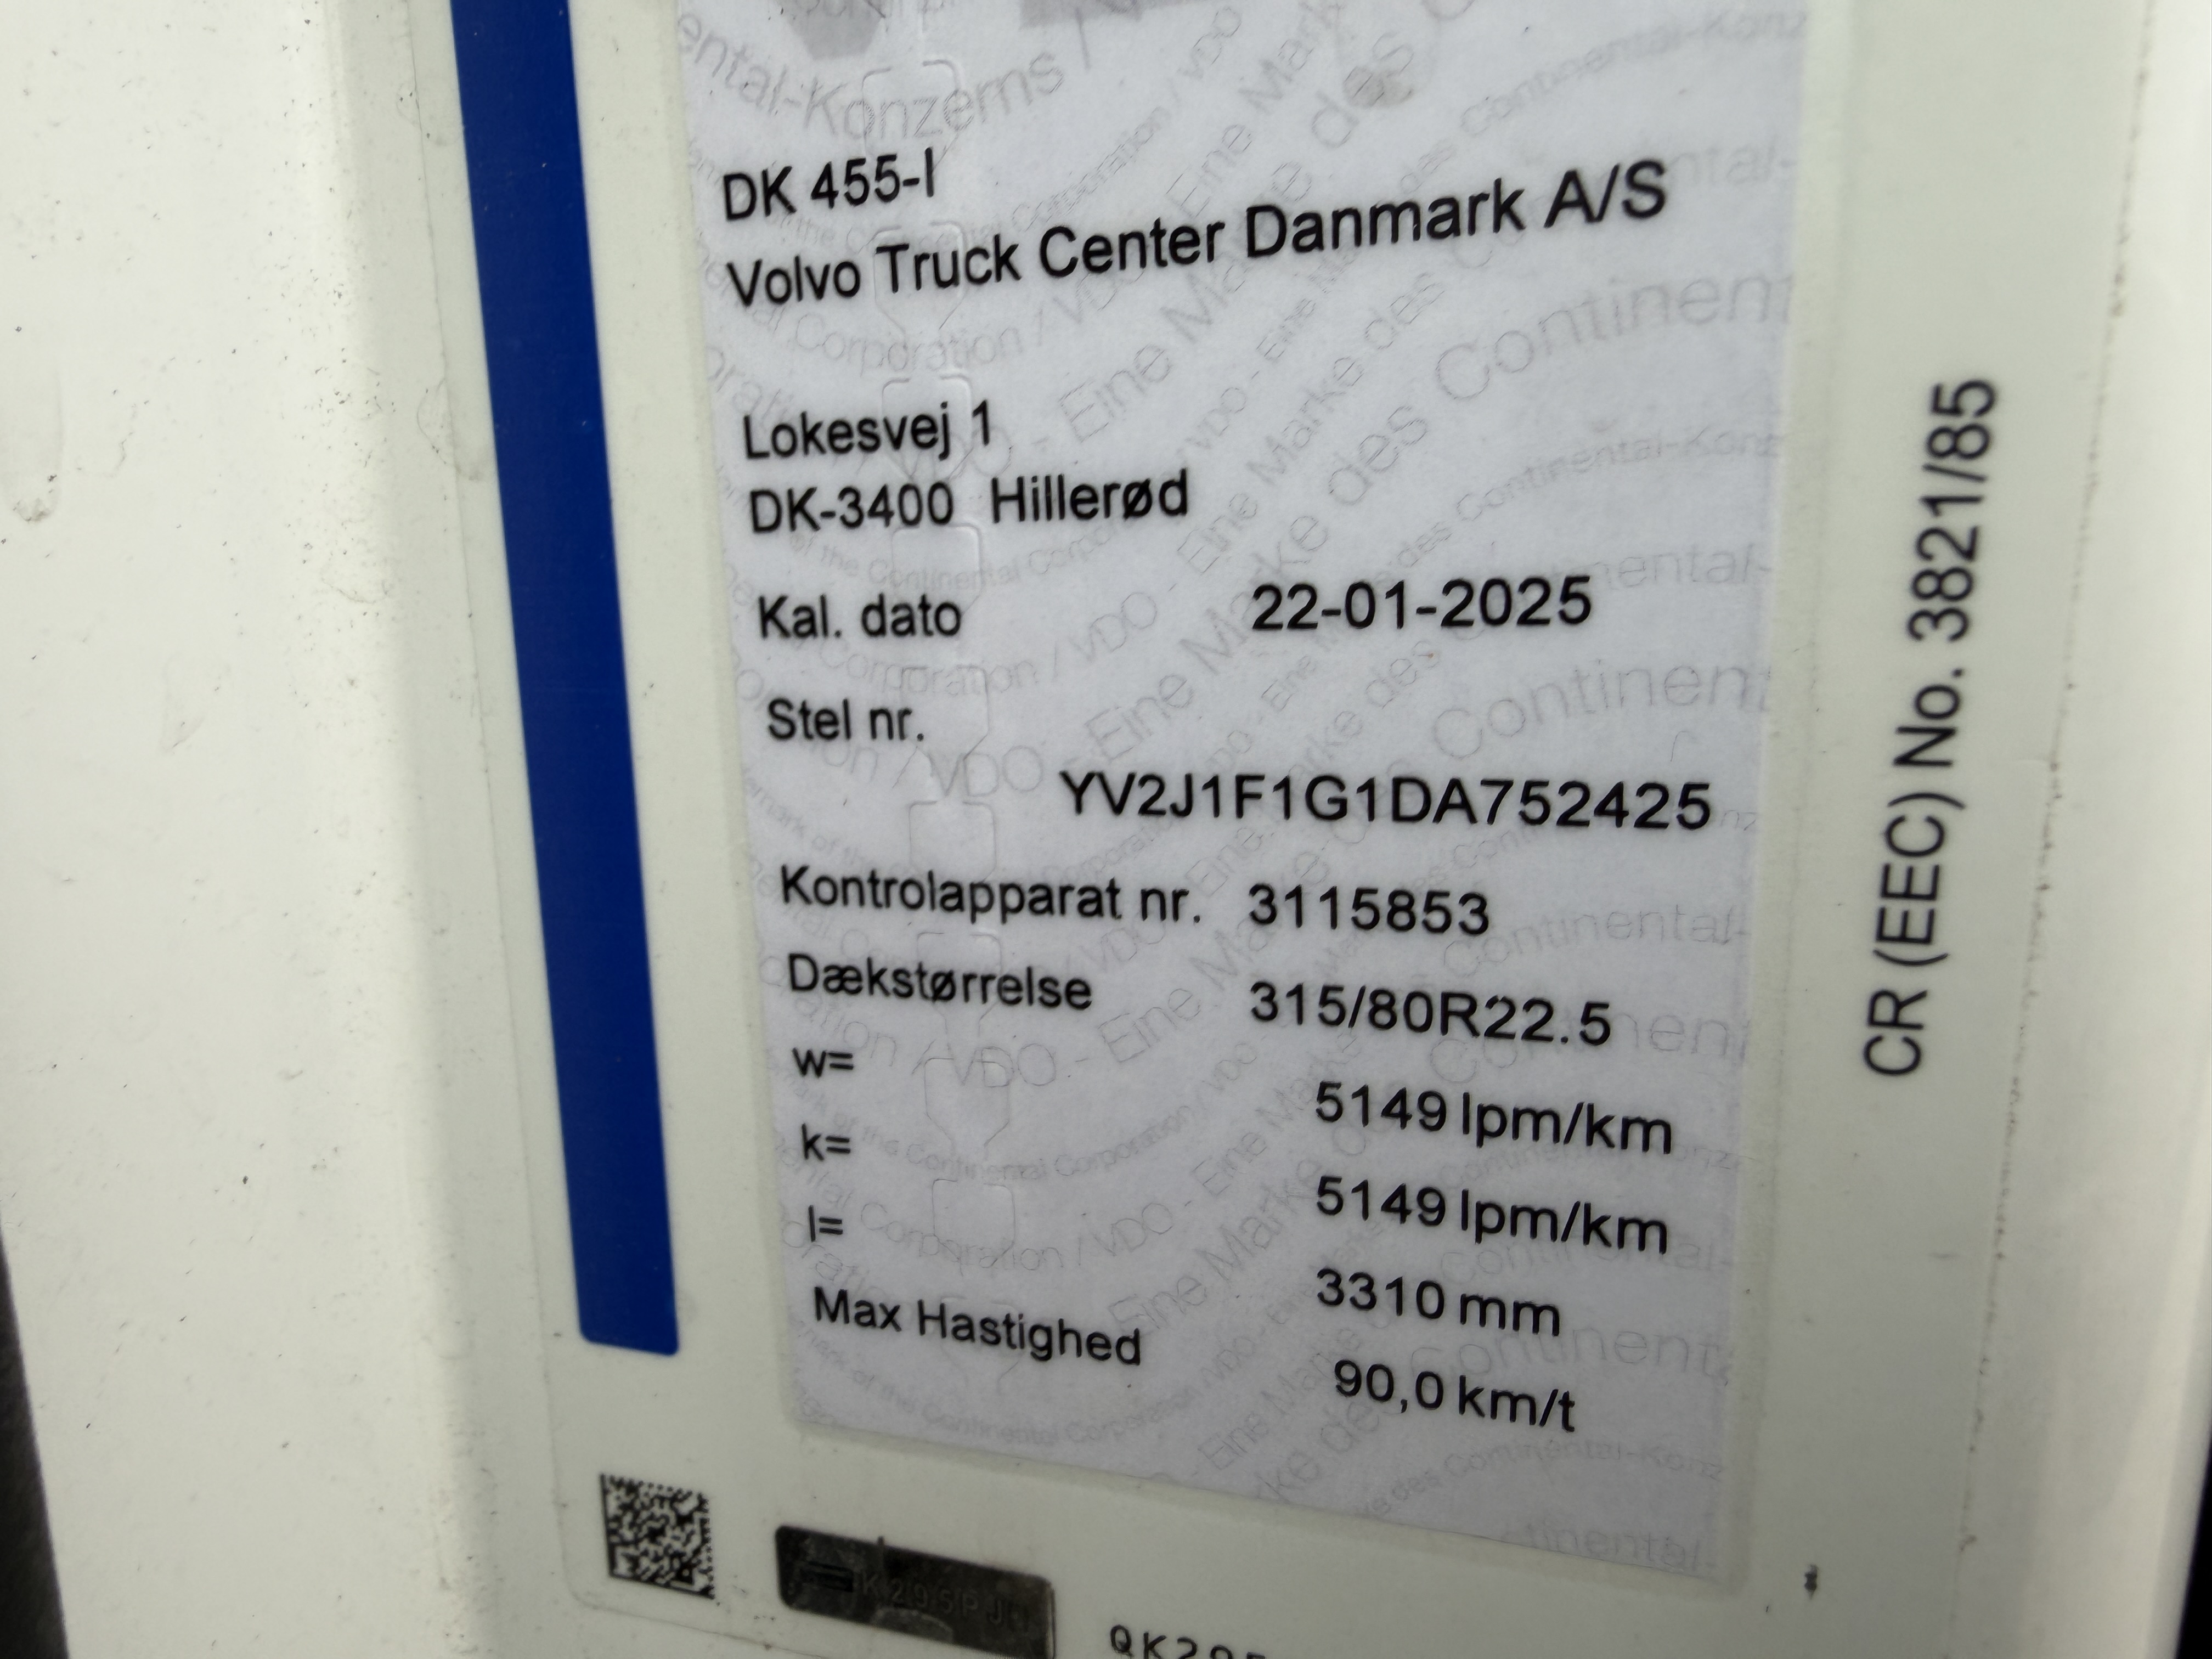 DK 455-I
Volvo Truck Center Danmark A/S
Lokesvej 1
DK-3400 Hillerød
Kal. dato 22-01-2025
Stel nr.
YV2J1F1G1DA752425
Kontrolapparat nr. 3115853
Dækstørrelse 315/80R22.5
w= 5149 Ipm/km
k= 5149 Ipm/km
l= 3310 mm
Max Hastighed 90,0 km/t
CR (EEC) No. 3821/85